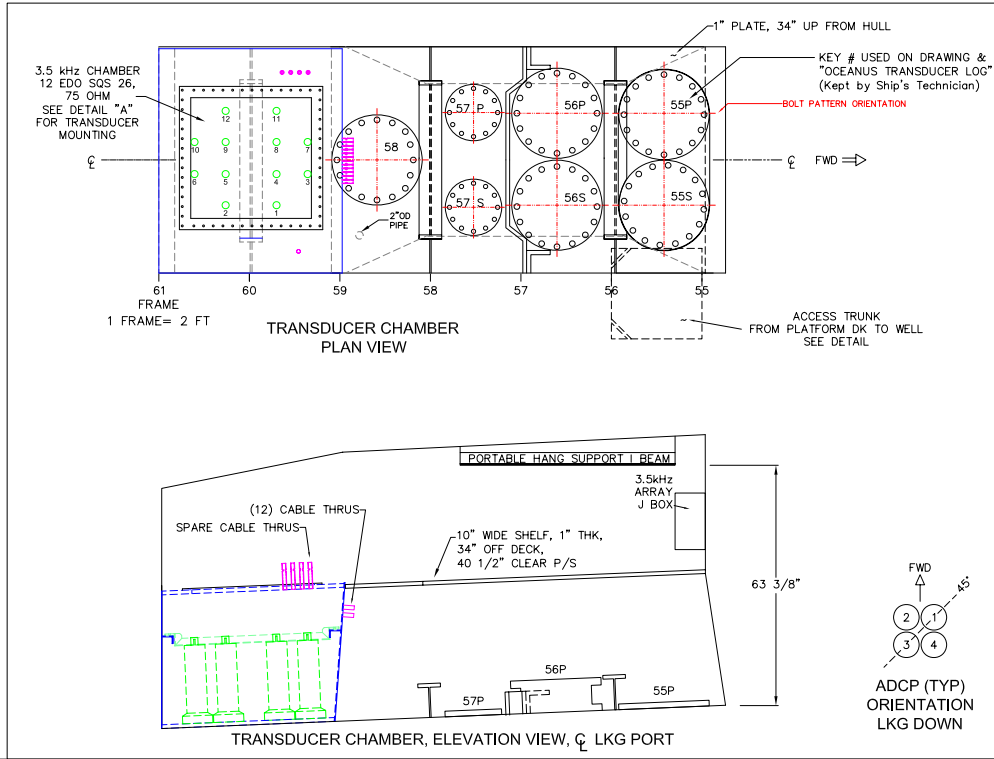 1" PLATE, 34" UP FROM HULL
3.5 kHz CHAMBER
12 EDO SQS 26,
75 OHM
SEE DETAIL "A"
FOR TRANSDUCER
MOUNTING
KEY # USED ON DRAWING &
"OCEANUS TRANSDUCER LOG"
(Kept by Ship's Technician)
BOLT PATTERN ORIENTATION
57 P
56P
55P
12
11
10
9
8
7
58
℄
℄ FWD
6
5
4
3
2
1
57 S
56S
55S
2"OD
PIPE
61
60
59
58
57
56
55
FRAME
1 FRAME= 2 FT
TRANSDUCER CHAMBER
PLAN VIEW
ACCESS TRUNK
FROM PLATFORM DK TO WELL
SEE DETAIL
PORTABLE HANG SUPPORT I BEAM
3.5kHz
ARRAY
J BOX
(12) CABLE THRUS
SPARE CABLE THRUS
10" WIDE SHELF, 1" THK,
34" OFF DECK,
40 1/2" CLEAR P/S
63 3/8"
FWD
45°
2
1
3
4
ADCP (TYP)
ORIENTATION
LKG DOWN
57P
56P
55P
TRANSDUCER CHAMBER, ELEVATION VIEW, ℄ LKG PORT